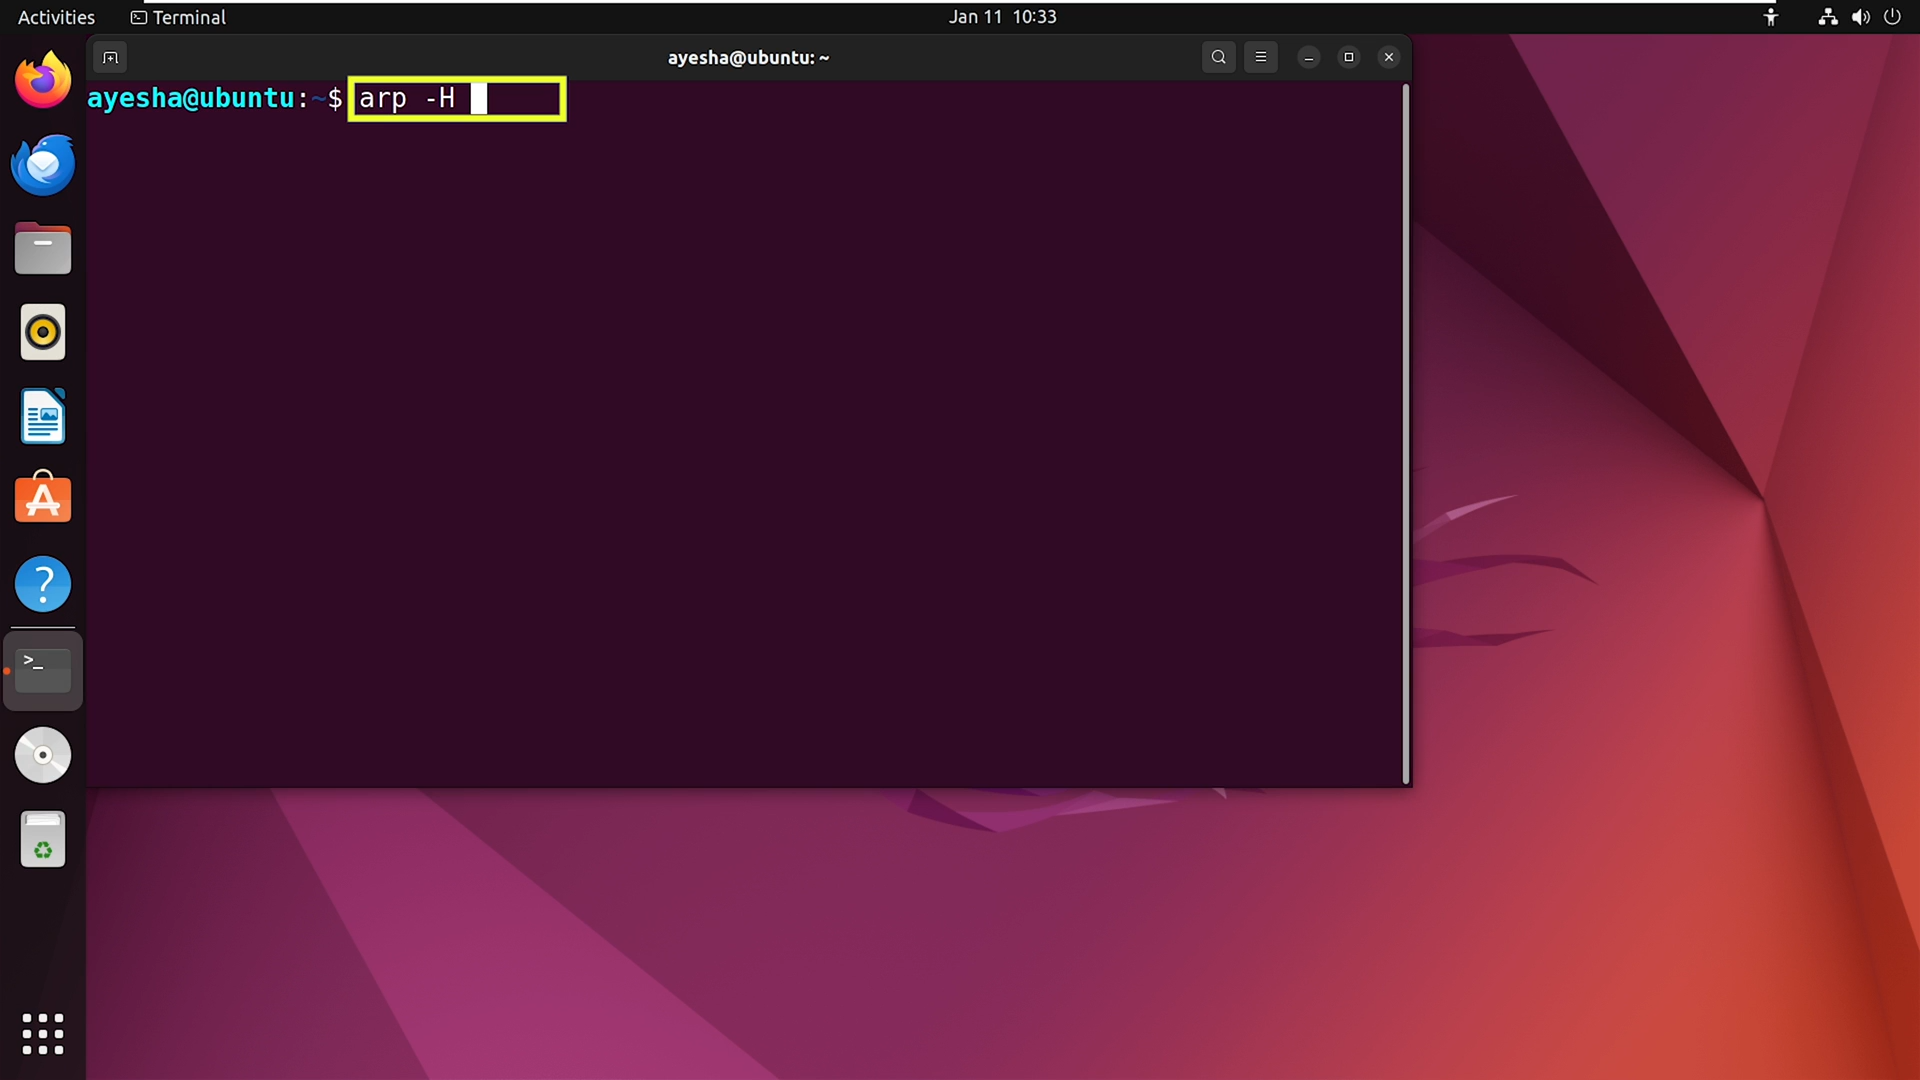 Activities Terminal Jan 11 10:33
ayesha@ubuntu: ~
ayesha@ubuntu:~$ arp -H